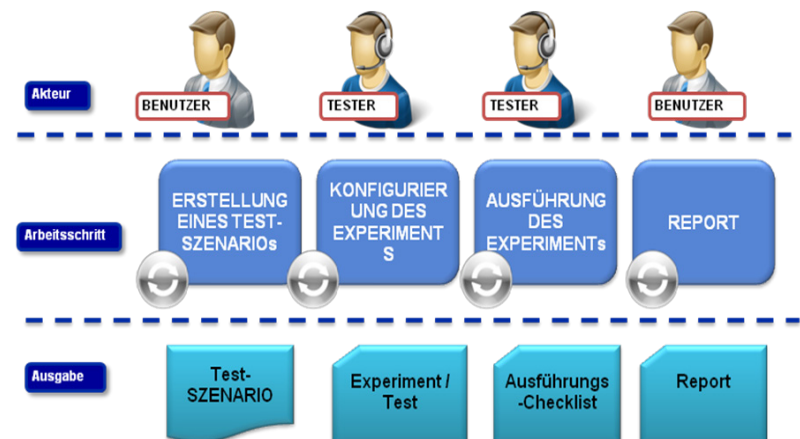 Akteur
BENUTZER
TESTER
TESTER
BENUTZER
Arbeitsschritt
ERSTELLUNG
EINES TEST-
SZENARIOs
KONFIGURIER
UNG DES
EXPERIMENT
S
AUSFÜHRUNG
DES
EXPERIMENTs
REPORT
Ausgabe
Test-
SZENARIO
Experiment /
Test
Ausführungs
-Checklist
Report